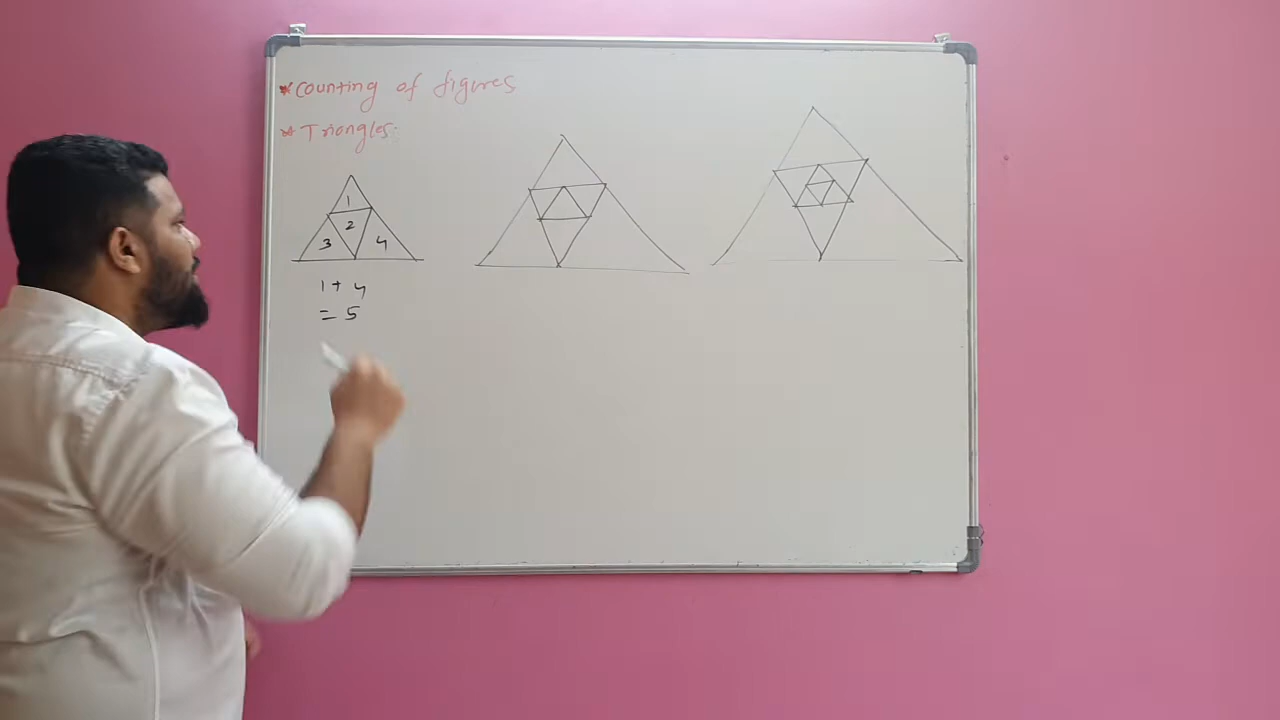 * Counting of figures
* Triangles:
1
2
3 4
1 + 4
= 5